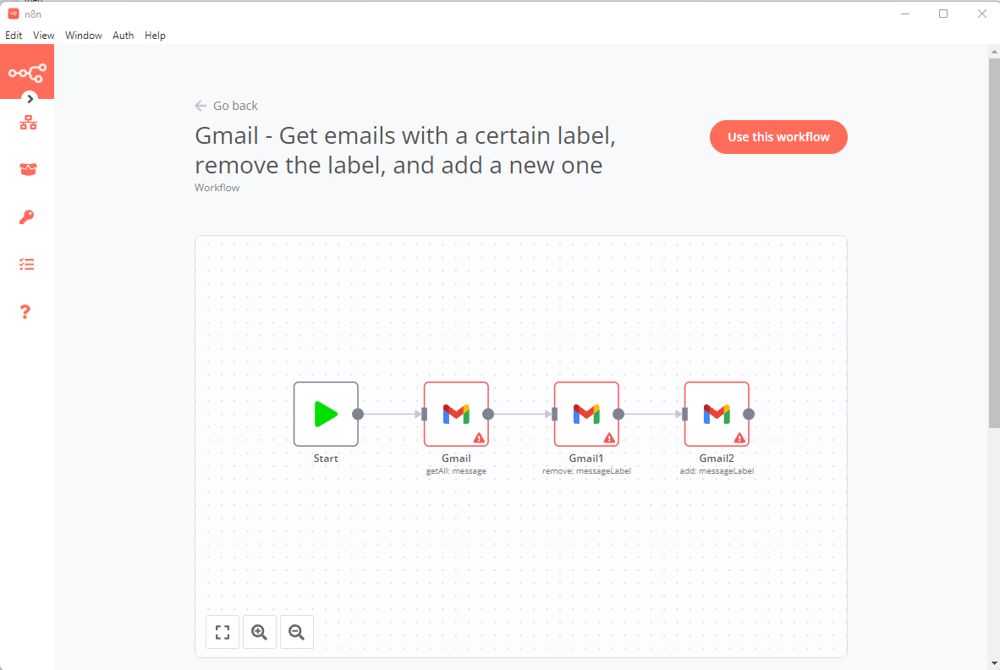 n8n
Edit View Window Auth Help
Go back
Gmail - Get emails with a certain label,
remove the label, and add a new one
Use this workflow
Workflow
Start
Gmail
getAll: message
Gmail1
remove: messageLabel
Gmail2
add: messageLabel